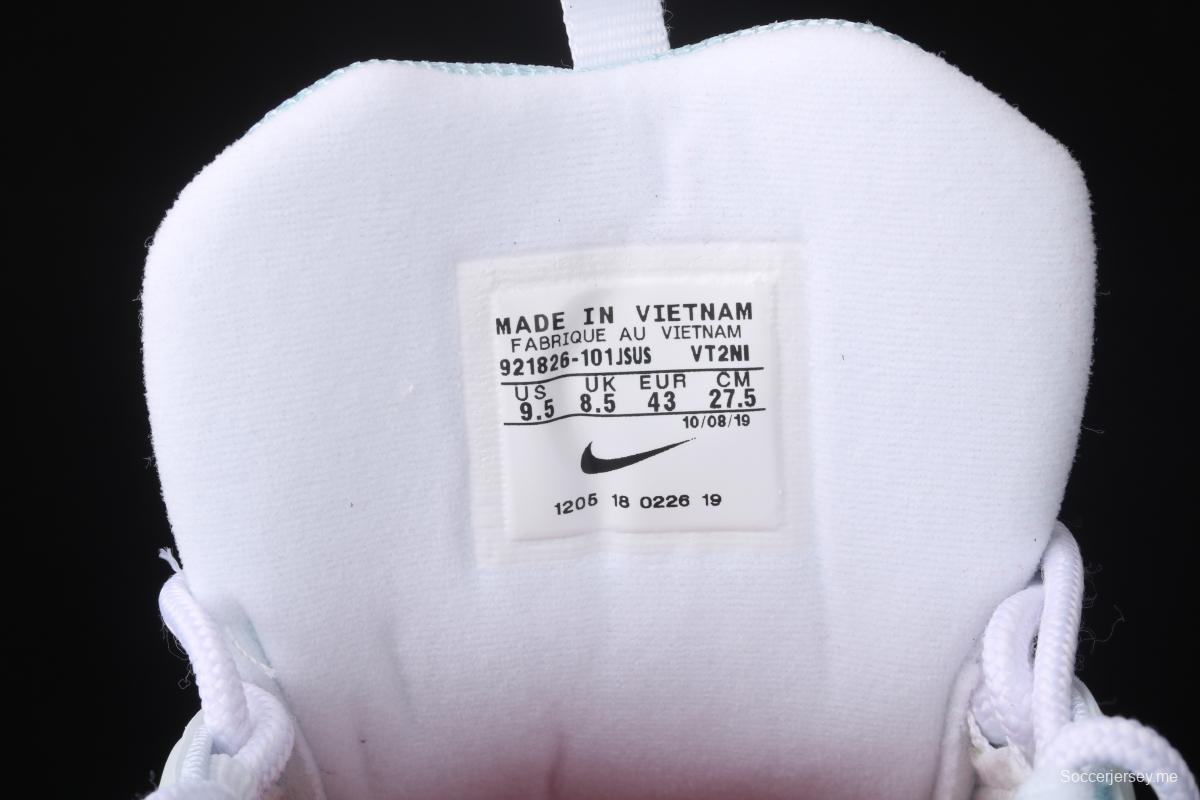 MADE IN VIETNAM
FABRIQUE AU VIETNAM
921826-101JSUS VT2NI
US UK EUR CM
9.5 8.5 43 27.5
10/08/19
1205 18 0226 19
Soccerjersey.me